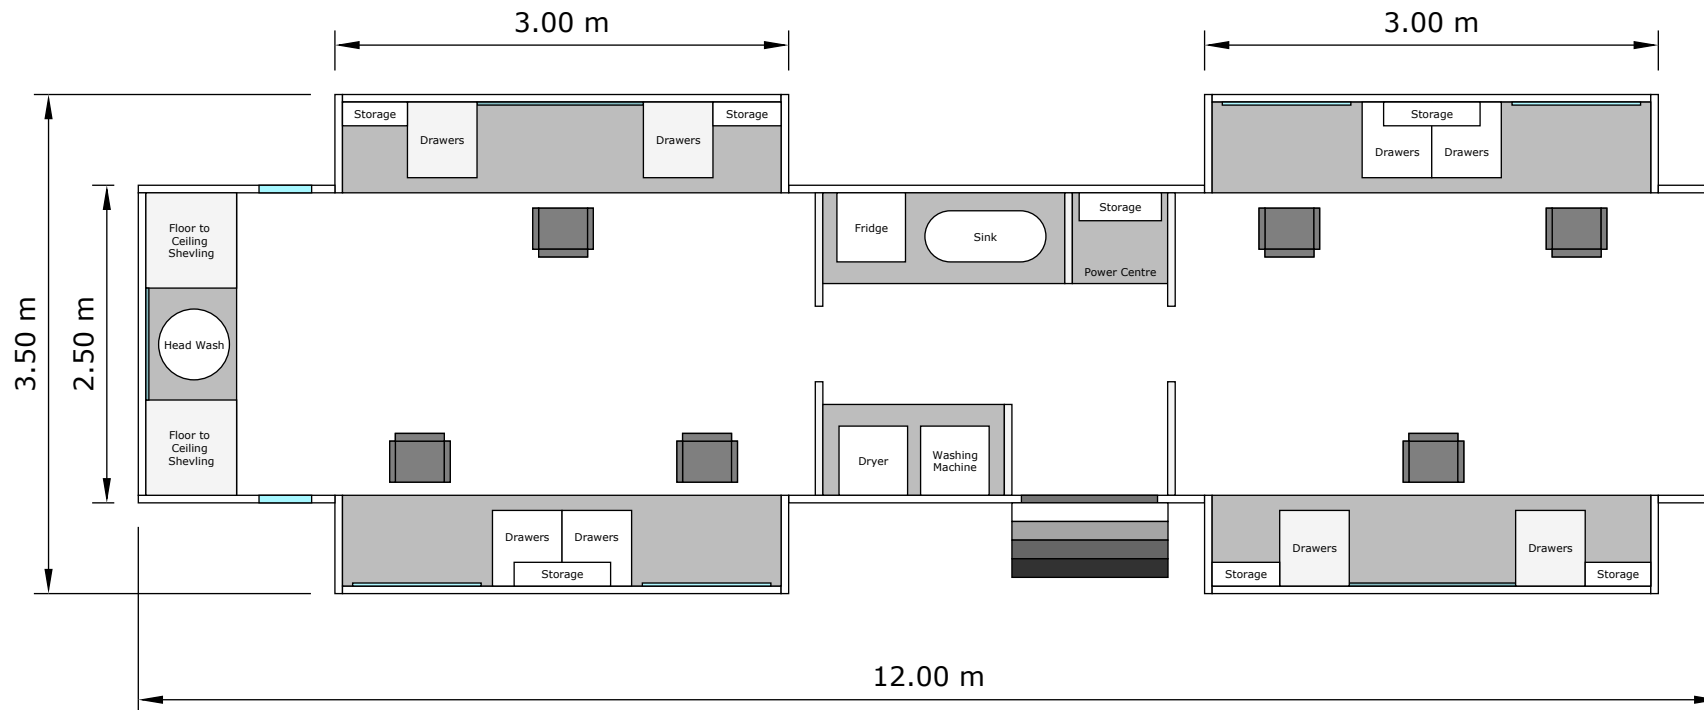 3.00 m
3.00 m
Storage
Drawers
Drawers
Storage
Storage
Drawers
Drawers
3.50 m
2.50 m
Floor to
Ceiling
Shevling
Fridge
Sink
Storage
Power Centre
Head Wash
Floor to
Ceiling
Shevling
Dryer
Washing
Machine
Drawers
Drawers
Storage
Drawers
Drawers
Storage
Storage
12.00 m